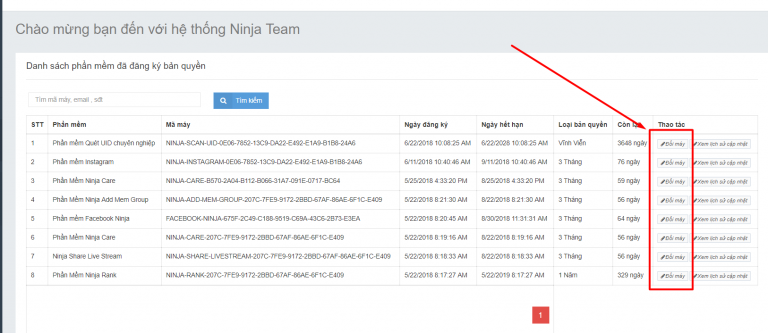 Chào mừng bạn đến với hệ thống Ninja Team
Danh sách phần mềm đã đăng ký bản quyền
Tìm mã máy, email , sđt Tìm kiếm
STT Phần mềm Mã máy Ngày đăng ký Ngày hết hạn Loại bản quyền Còn lại Thao tác
1 Phần mềm Quét UID chuyên nghiệp NINJA-SCAN-UID-0E06-7852-13C9-DA22-E492-E1A9-B1B8-24A6 6/22/2018 10:08:25 AM 6/22/2028 10:08:25 AM Vĩnh Viễn 3648 ngày Đổi máy Xem lịch sử cập nhật
2 Phần mềm Instagram NINJA-INSTAGRAM-0E06-7852-13C9-DA22-E492-E1A9-B1B8-24A6 6/11/2018 10:40:46 AM 9/11/2018 10:40:46 AM 3 Tháng 76 ngày Đổi máy Xem lịch sử cập nhật
3 Phần Mềm Ninja Care NINJA-CARE-B570-2A04-B112-B066-31A7-091E-0717-BC64 5/25/2018 4:33:20 PM 8/25/2018 4:33:20 PM 3 Tháng 59 ngày Đổi máy Xem lịch sử cập nhật
4 Phần Mềm Ninja Add Mem Group NINJA-ADD-MEM-GROUP-207C-7FE9-9172-2BBD-67AF-86AE-6F1C-E409 5/22/2018 8:21:30 AM 8/22/2018 8:21:30 AM 3 Tháng 56 ngày Đổi máy Xem lịch sử cập nhật
5 Phần mềm Facebook Ninja FACEBOOK-NINJA-675F-2C49-C188-9519-C69A-43C6-2B73-E3EA 5/22/2018 8:20:45 AM 8/30/2018 11:31:31 AM 3 Tháng 64 ngày Đổi máy Xem lịch sử cập nhật
6 Phần Mềm Ninja Care NINJA-CARE-207C-7FE9-9172-2BBD-67AF-86AE-6F1C-E409 5/22/2018 8:19:16 AM 8/22/2018 8:19:16 AM 3 Tháng 56 ngày Đổi máy Xem lịch sử cập nhật
7 Ninja Share Live Stream NINJA-SHARE-LIVESTREAM-207C-7FE9-9172-2BBD-67AF-86AE-6F1C-E409 5/22/2018 8:18:33 AM 8/22/2018 8:18:33 AM 3 Tháng 56 ngày Đổi máy Xem lịch sử cập nhật
8 Phần Mềm Ninja Rank NINJA-RANK-207C-7FE9-9172-2BBD-67AF-86AE-6F1C-E409 5/22/2018 8:17:27 AM 5/22/2019 8:17:27 AM 1 Năm 329 ngày Đổi máy Xem lịch sử cập nhật
1